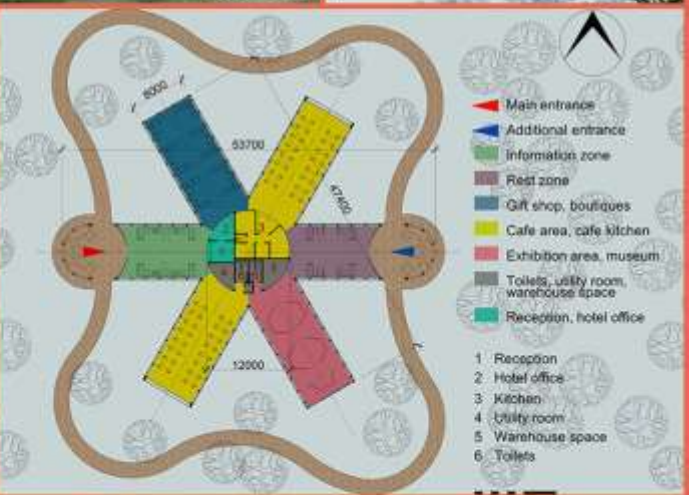 6000
53700
47400
12000
Main entrance
Additional entrance
Information zone
Rest zone
Gift shop, boutiques
Cafe area, cafe kitchen
Exhibition area, museum
Toilets, utility room,
warehouse space
Reception, hotel office
1 Reception
2 Hotel office
3 Kitchen
4 Utility room
5 Warehouse space
6 Toilets